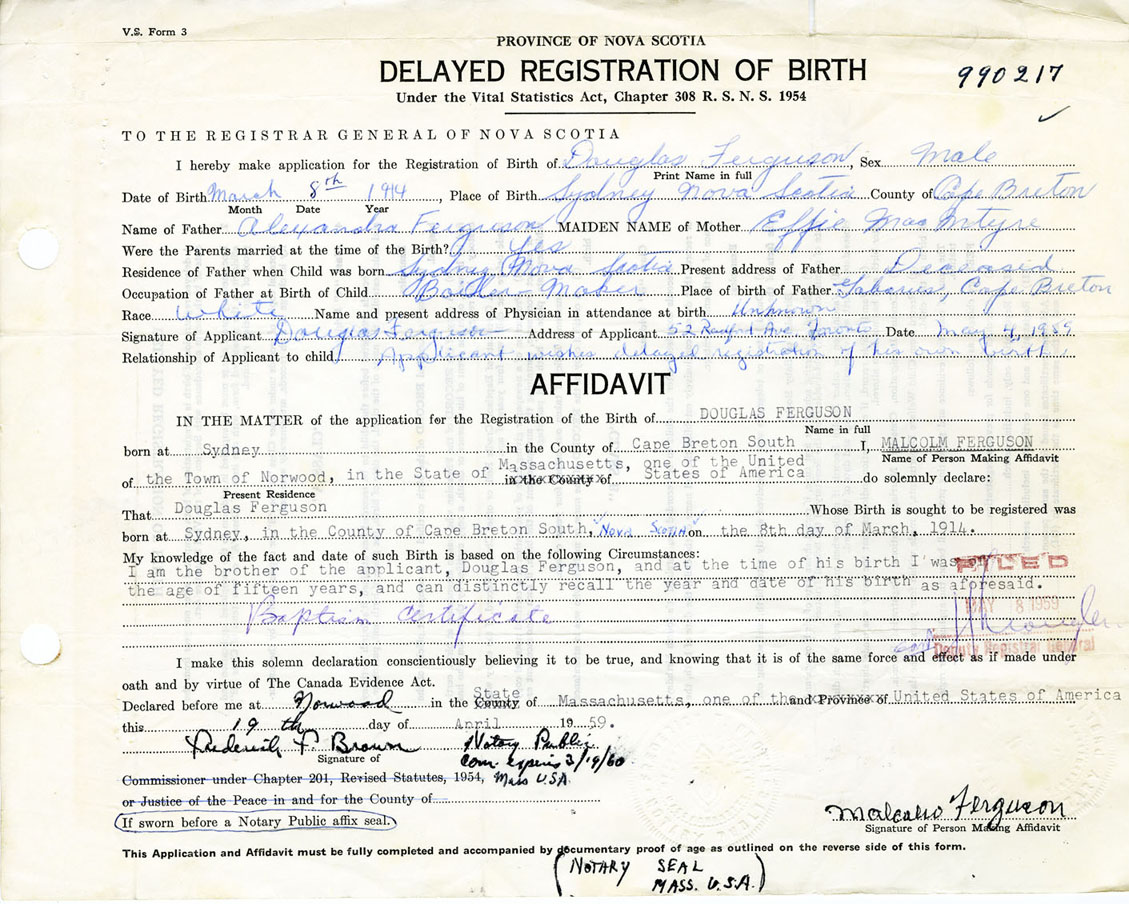 V.S. Form 3
PROVINCE OF NOVA SCOTIA
DELAYED REGISTRATION OF BIRTH
990217
Under the Vital Statistics Act, Chapter 308 R. S. N. S. 1954
TO THE REGISTRAR GENERAL OF NOVA SCOTIA
I hereby make application for the Registration of Birth of Douglas Ferguson, Sex Male
Print Name in full
Date of Birth March 8th 1914, Place of Birth Sydney Nova Scotia County of Cape Breton
Month Date Year
Name of Father Alexandra Ferguson MAIDEN NAME of Mother Effie MacIntyre
Were the Parents married at the time of the Birth? Yes
Residence of Father when Child was born Sydney Nova Scotia Present address of Father Deceased
Occupation of Father at Birth of Child Boiler-Maker Place of birth of Father Gabarus, Cape Breton
Race White Name and present address of Physician in attendance at birth Unknown
Signature of Applicant Douglas Ferguson Address of Applicant 52 Ave Date May 4, 1959
Relationship of Applicant to child Applicant wishes delayed registration of his own birth
AFFIDAVIT
IN THE MATTER of the application for the Registration of the Birth of DOUGLAS FERGUSON
Name in full
born at Sydney in the County of Cape Breton South I, MALCOLM FERGUSON
Name of Person Making Affidavit
of the Town of Norwood, in the State of Massachusetts, one of the United States of America do solemnly declare:
in the County of
Present Residence
That Douglas Ferguson Whose Birth is sought to be registered was
born at Sydney, in the County of Cape Breton South, Nova Scotia on the 8th day of March, 1914.
My knowledge of the fact and date of such Birth is based on the following Circumstances:
I am the brother of the applicant, Douglas Ferguson, and at the time of his birth I was of
the age of fifteen years, and can distinctly recall the year and date of his birth as aforesaid.
FILED
MAY 8 1959
Baptism Certificate
Deputy Registrar General
I make this solemn declaration conscientiously believing it to be true, and knowing that it is of the same force and effect as if made under
oath and by virtue of The Canada Evidence Act.
Declared before me at Norwood in the County State of Massachusetts, one of the and Province of United States of America
this 19th day of April 1959.
Frederick P. Brown Notary Public
Signature of
Com. expires 3/19/60
Commissioner under Chapter 201, Revised Statutes, 1954, Mass USA
or Justice of the Peace in and for the County of
If sworn before a Notary Public affix seal.
Malcolm Ferguson
Signature of Person Making Affidavit
This Application and Affidavit must be fully completed and accompanied by documentary proof of age as outlined on the reverse side of this form.
(NOTARY SEAL
MASS. U.S.A.)